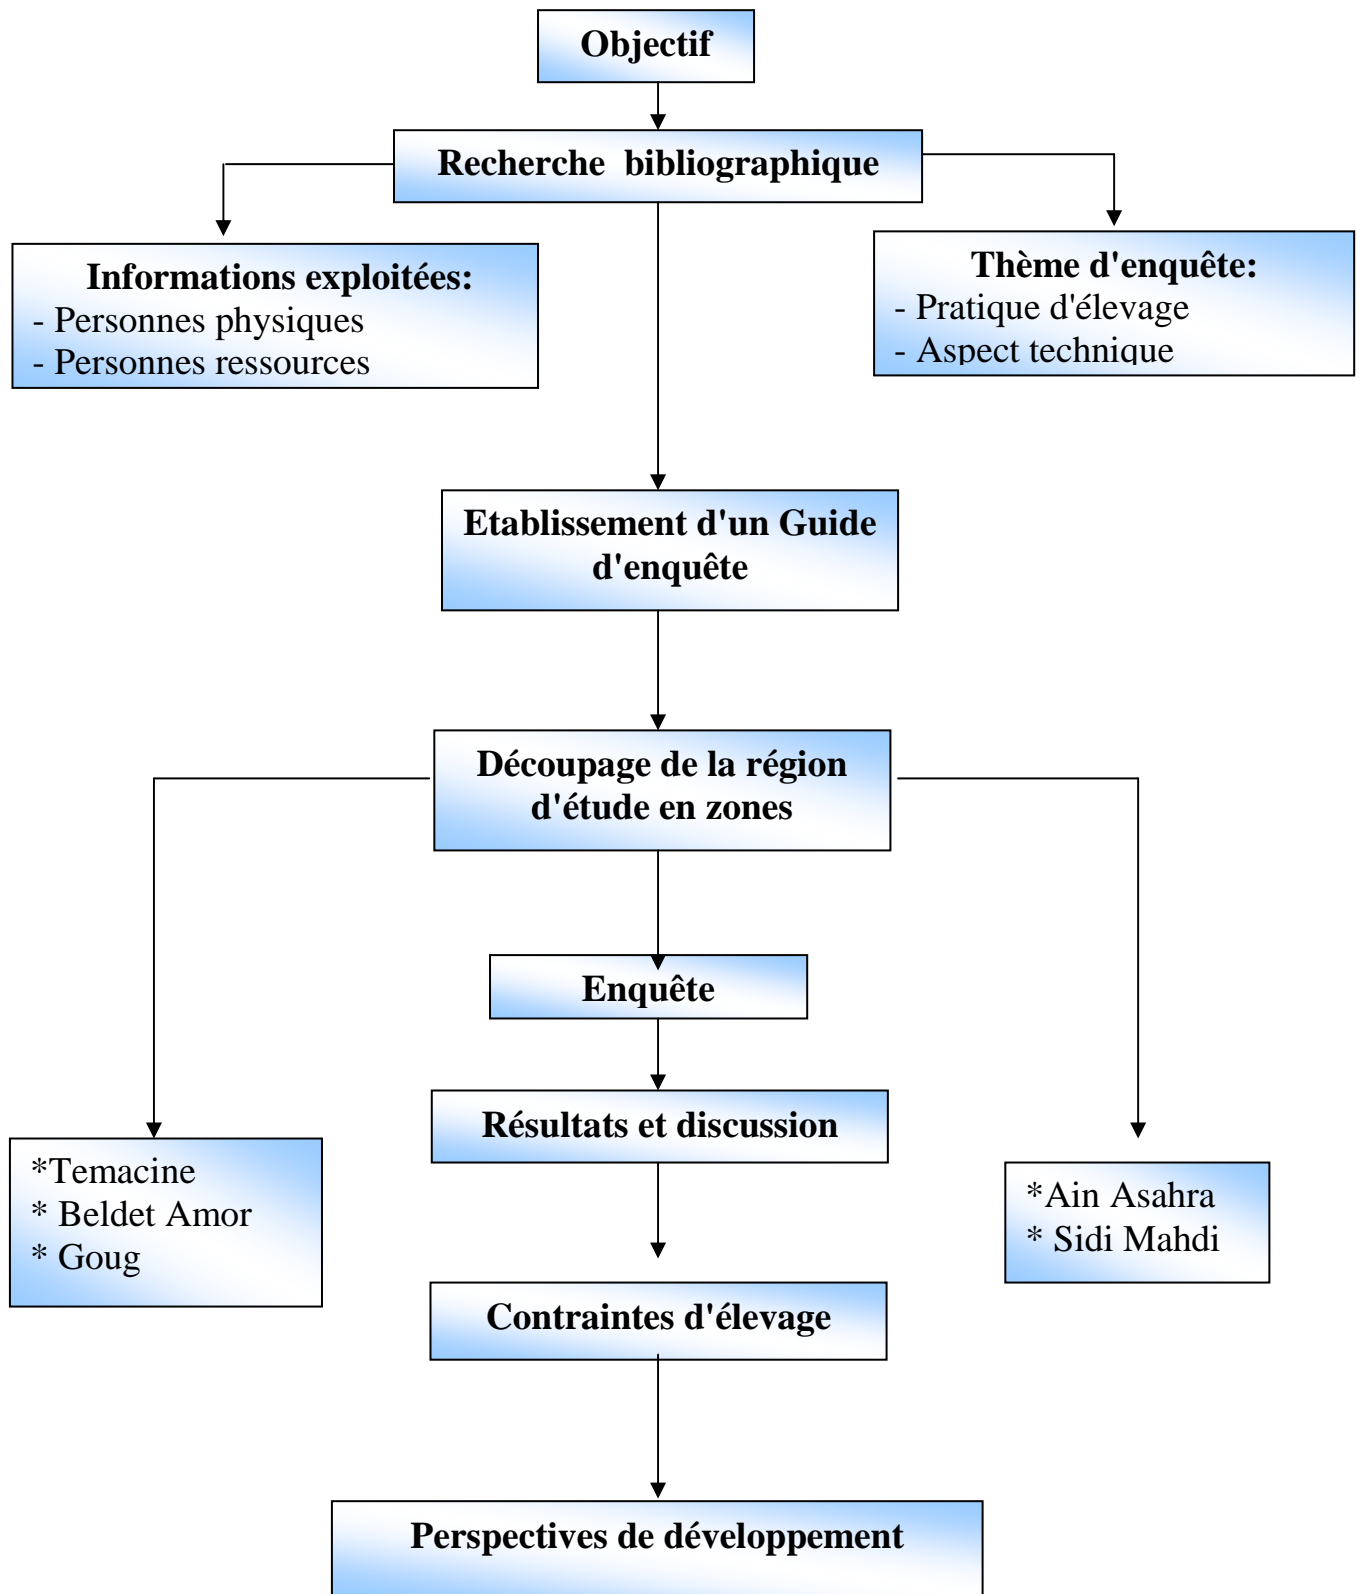 Objectif
Recherche bibliographique
Informations exploitées:
- Personnes physiques
- Personnes ressources
Thème d'enquête:
- Pratique d'élevage
- Aspect technique
Etablissement d'un Guide
d'enquête
Découpage de la région
d'étude en zones
Enquête
Résultats et discussion
*Temacine
* Beldet Amor
* Goug
*Ain Asahra
* Sidi Mahdi
Contraintes d'élevage
Perspectives de développement